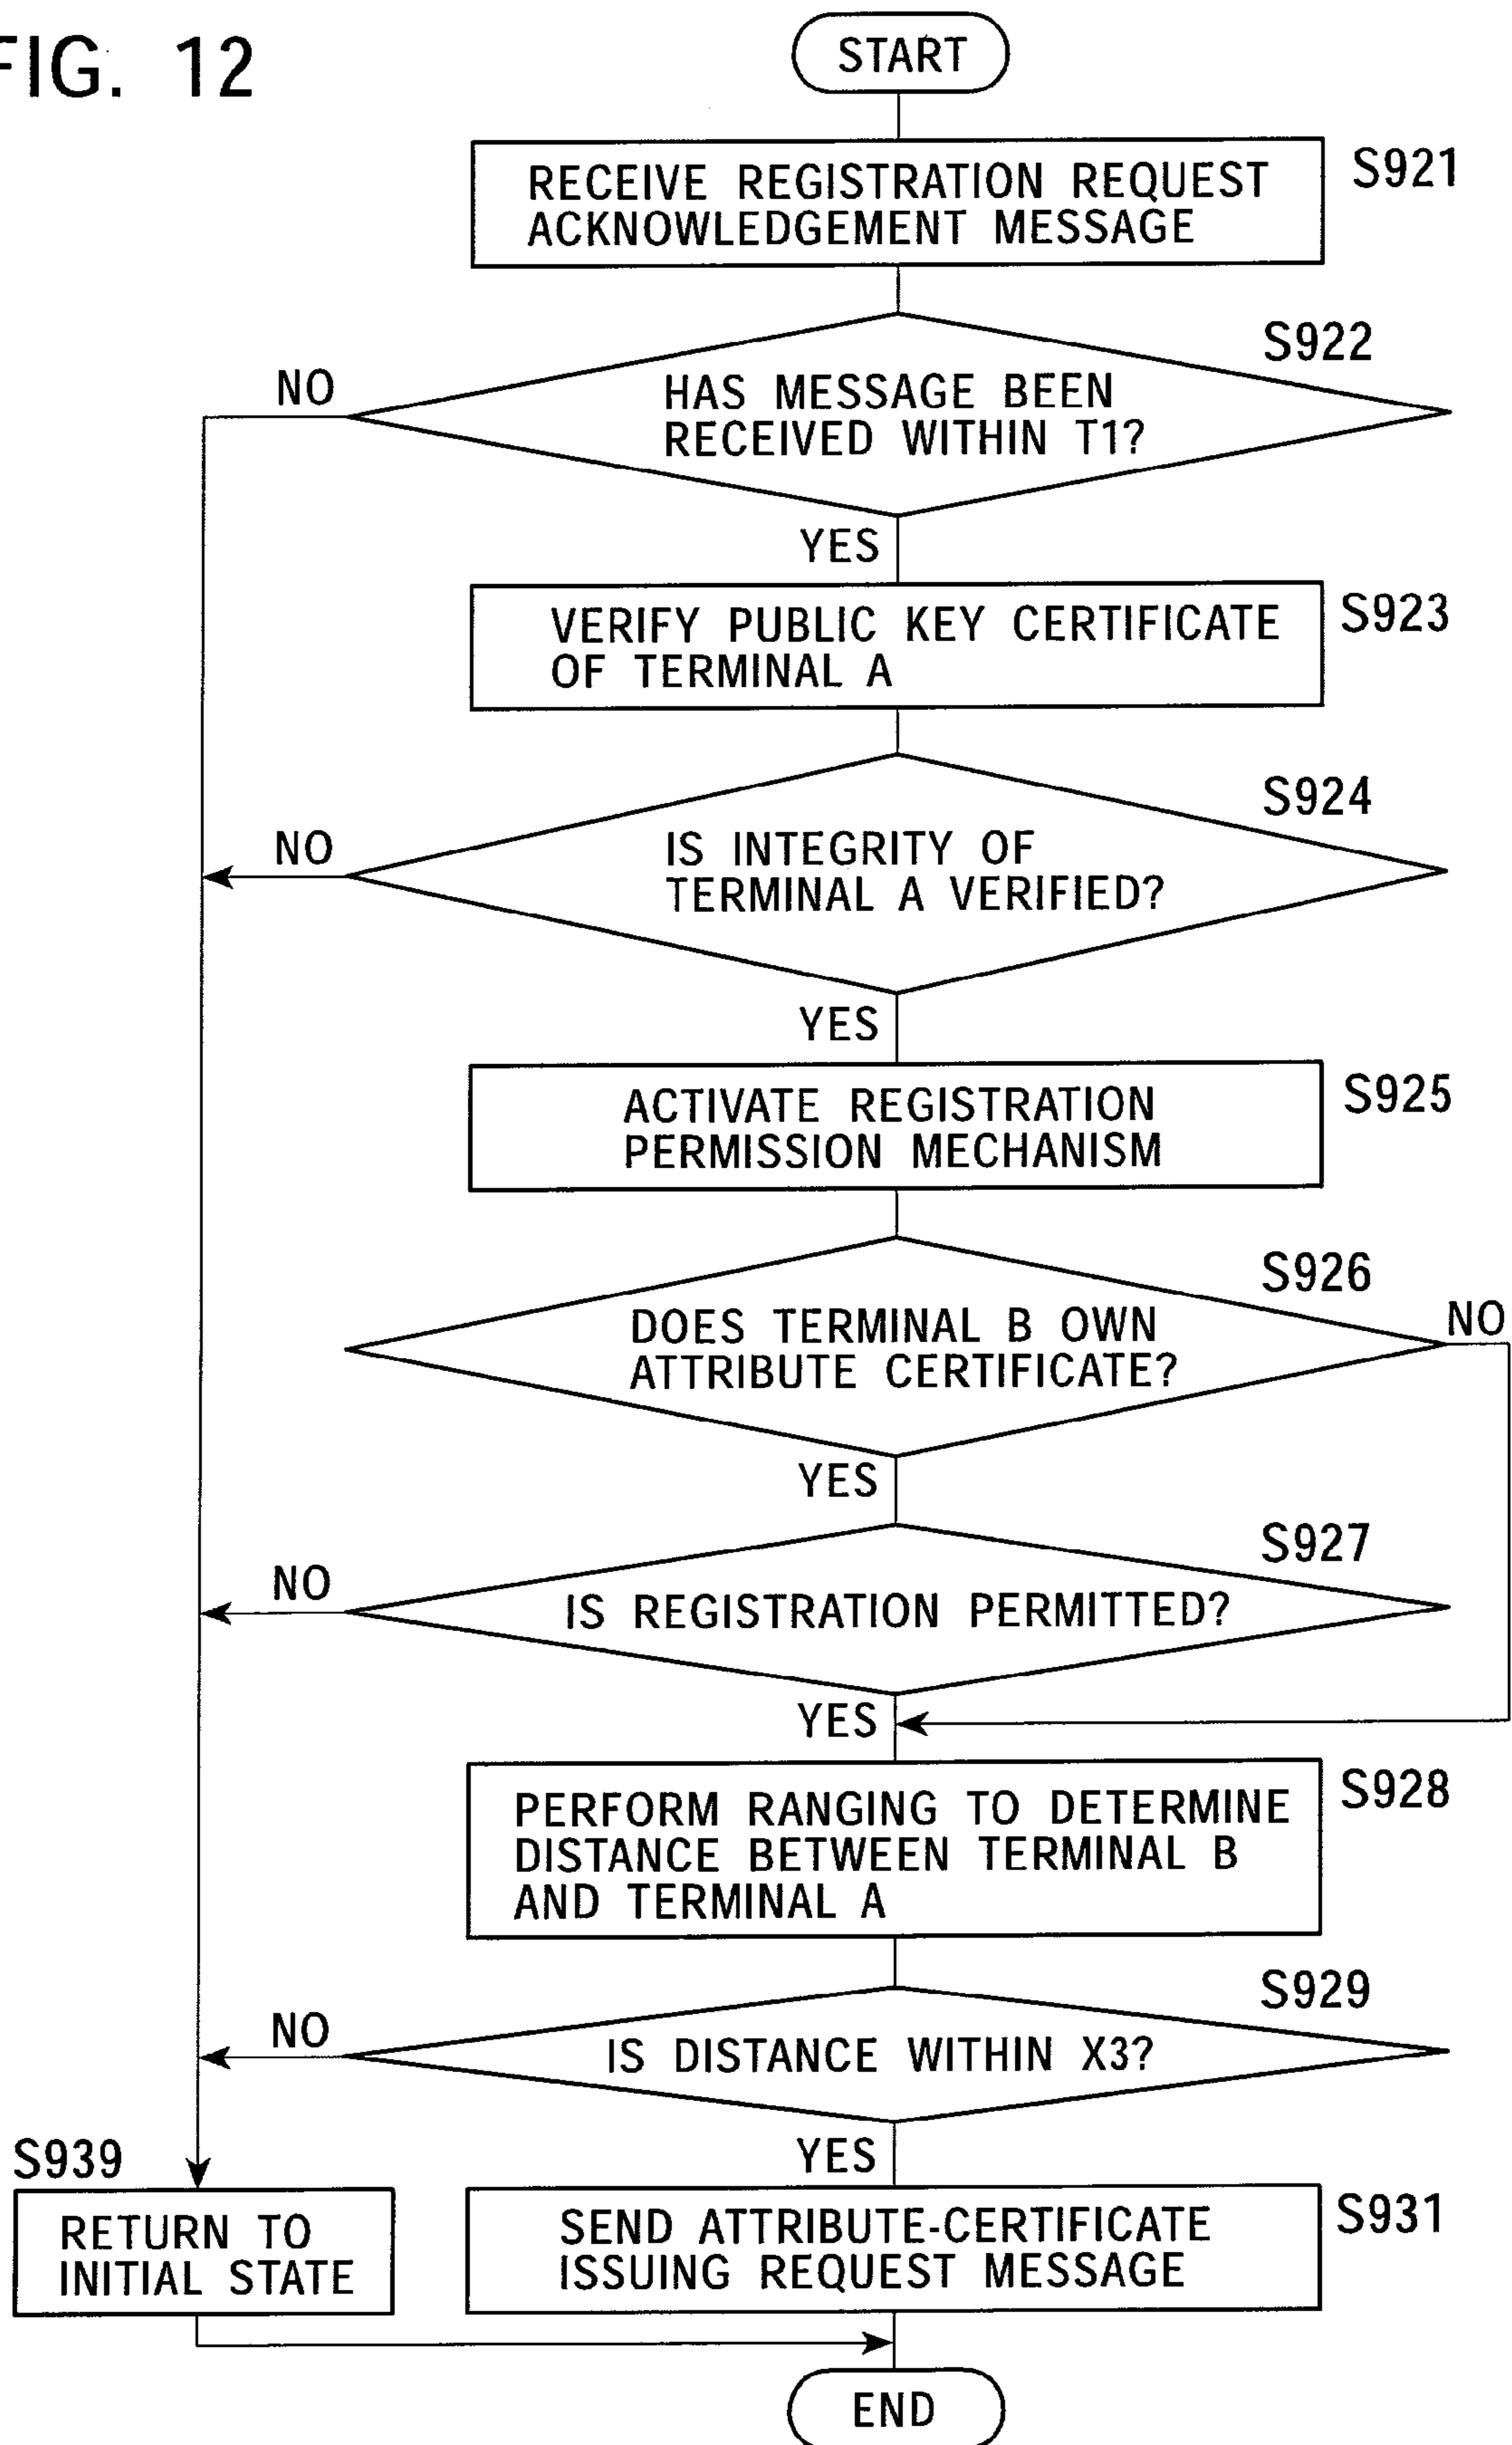 FIG. 12
START
RECEIVE REGISTRATION REQUEST
ACKNOWLEDGEMENT MESSAGE
S921
S922
NO
HAS MESSAGE BEEN
RECEIVED WITHIN T1?
YES
VERIFY PUBLIC KEY CERTIFICATE
OF TERMINAL A
S923
S924
NO
IS INTEGRITY OF
TERMINAL A VERIFIED?
YES
ACTIVATE REGISTRATION
PERMISSION MECHANISM
S925
S926
NO
DOES TERMINAL B OWN
ATTRIBUTE CERTIFICATE?
YES
S927
NO
IS REGISTRATION PERMITTED?
YES
PERFORM RANGING TO DETERMINE
DISTANCE BETWEEN TERMINAL B
AND TERMINAL A
S928
S929
NO
IS DISTANCE WITHIN X3?
YES
S939
RETURN TO
INITIAL STATE
SEND ATTRIBUTE-CERTIFICATE
ISSUING REQUEST MESSAGE
S931
END